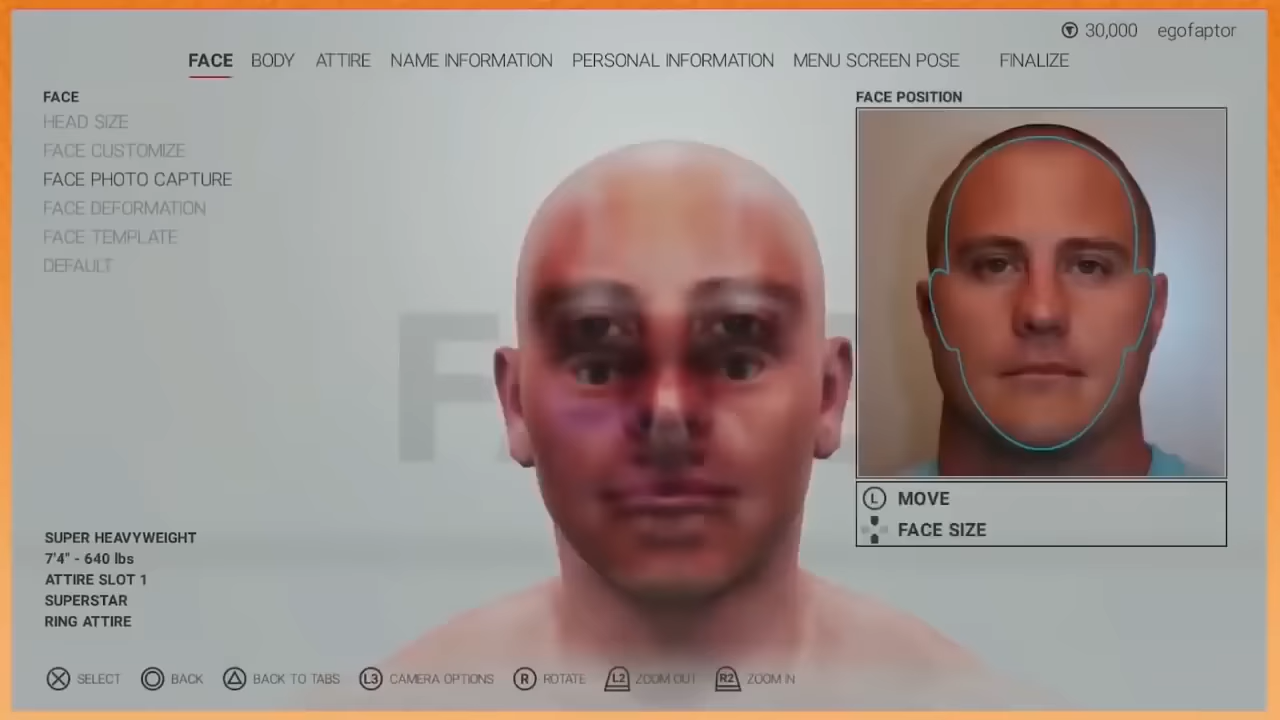 30,000 egofaptor
FACE BODY ATTIRE NAME INFORMATION PERSONAL INFORMATION MENU SCREEN POSE FINALIZE
FACE
HEAD SIZE
FACE CUSTOMIZE
FACE PHOTO CAPTURE
FACE DEFORMATION
FACE TEMPLATE
DEFAULT
FACE POSITION
L MOVE
FACE SIZE
SUPER HEAVYWEIGHT
7'4" - 640 lbs
ATTIRE SLOT 1
SUPERSTAR
RING ATTIRE
SELECT BACK BACK TO TABS L3 CAMERA OPTIONS R ROTATE L2 ZOOM OUT R2 ZOOM IN